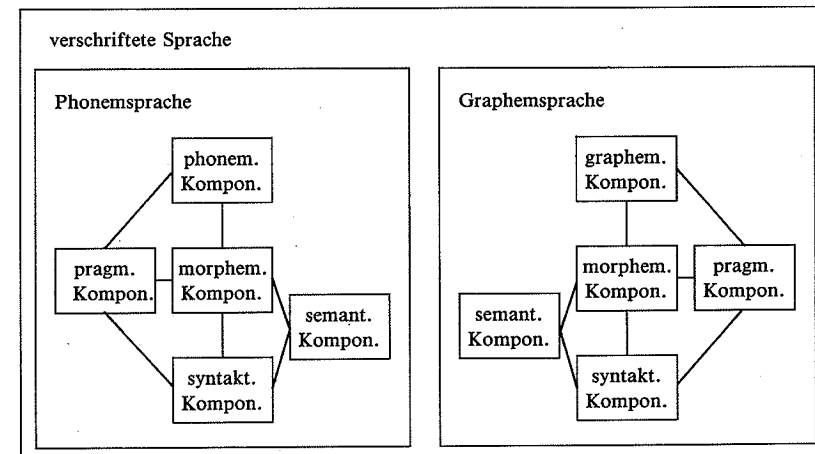 verschriftete Sprache
Phonemsprache
phonem.
Kompon.
pragm.
Kompon.
morphem.
Kompon.
semant.
Kompon.
syntakt.
Kompon.
Graphemsprache
graphem.
Kompon.
morphem.
Kompon.
pragm.
Kompon.
semant.
Kompon.
syntakt.
Kompon.